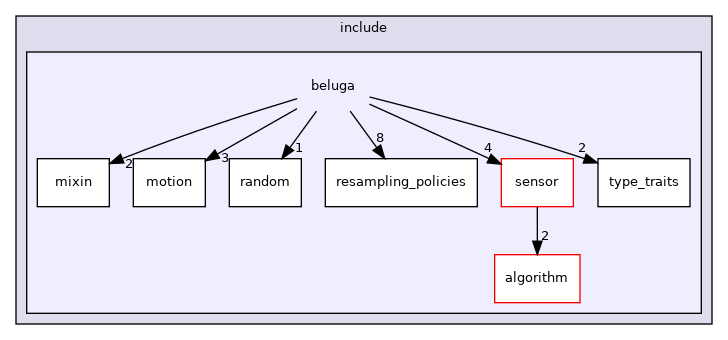 include
beluga
2
3
1
8
4
2
mixin
motion
random
resampling_policies
sensor
type_traits
2
algorithm